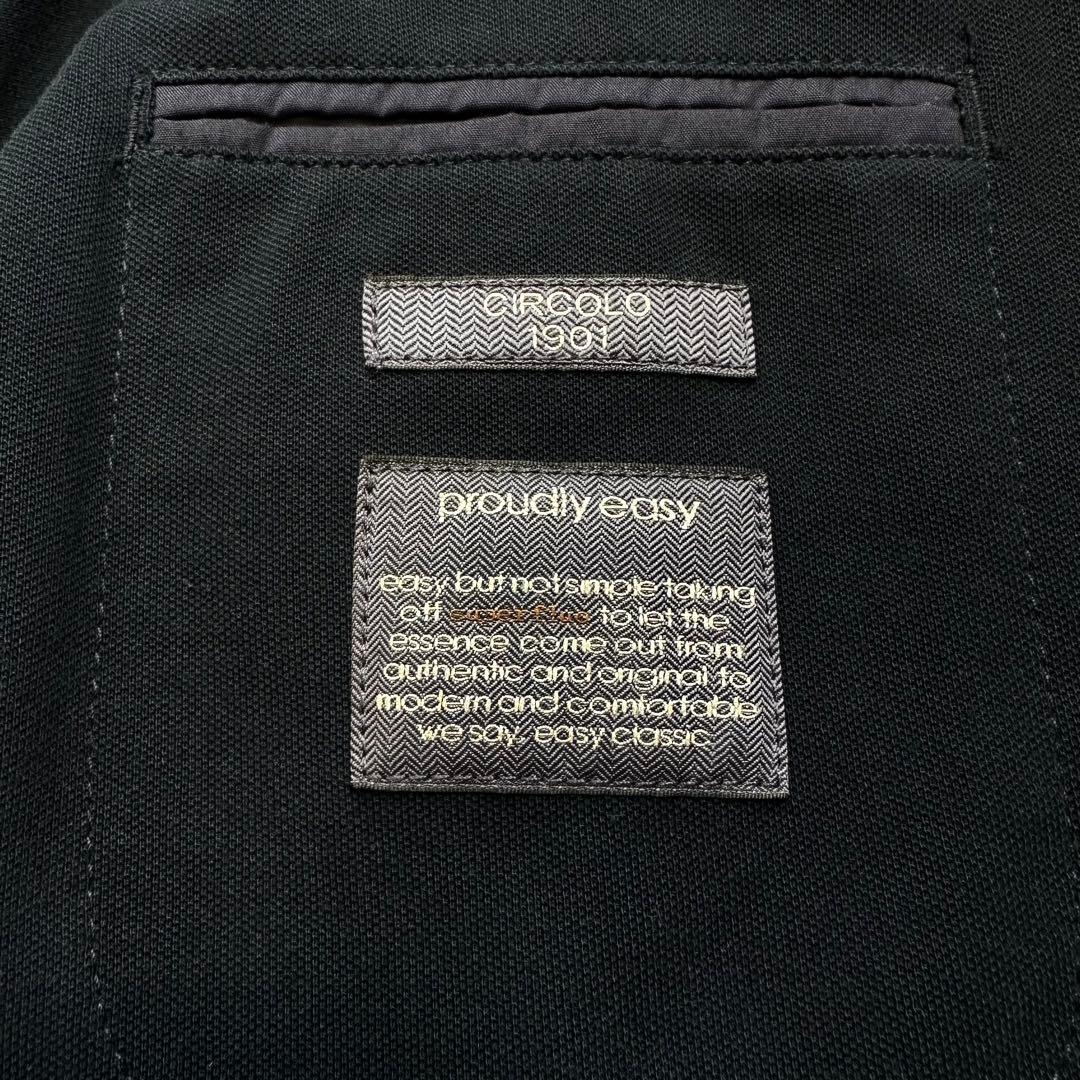 CIRCOLO
1901
proudly easy
easy but not simple taking
off superfluo to let the
essence come out from
authentic and original to
modern and comfortable
we say, easy classic